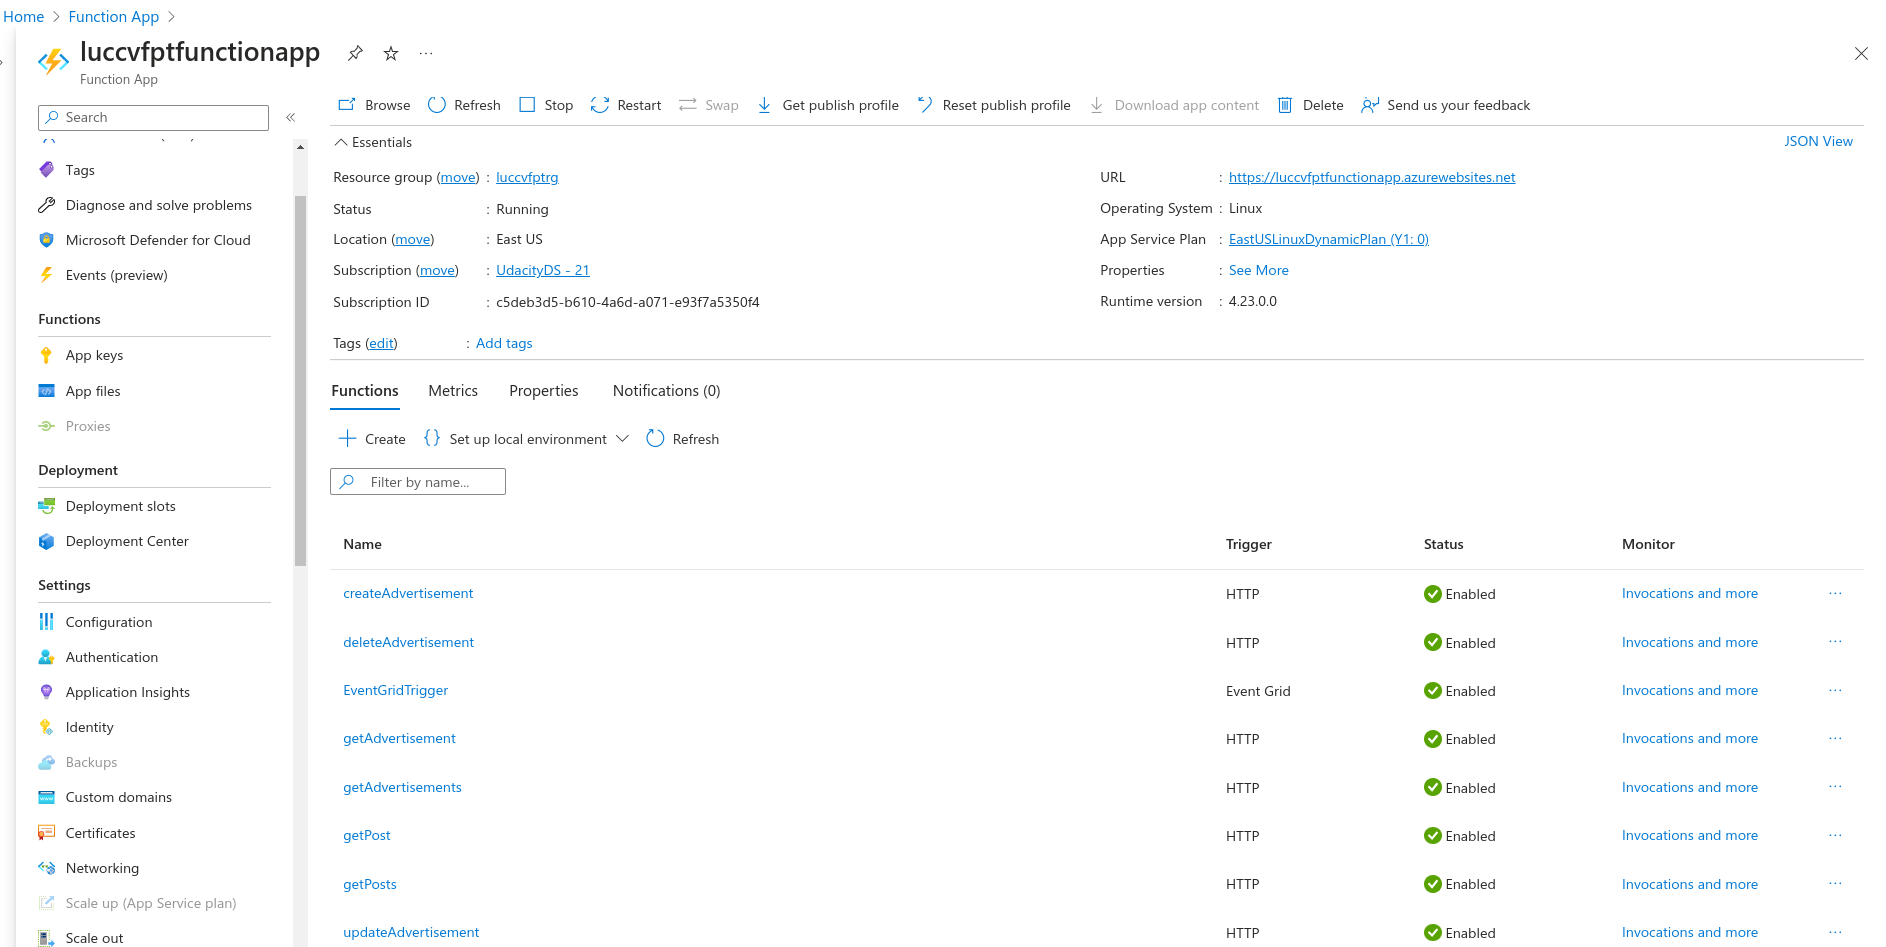 Home > Function App >
luccvfptfunctionapp ...
Function App
Search «
Tags
Diagnose and solve problems
Microsoft Defender for Cloud
Events (preview)
Functions
App keys
App files
Proxies
Deployment
Deployment slots
Deployment Center
Settings
Configuration
Authentication
Application Insights
Identity
Backups
Custom domains
Certificates
Networking
Scale up (App Service plan)
Scale out
Browse Refresh Stop Restart Swap Get publish profile Reset publish profile Download app content Delete Send us your feedback
Essentials JSON View
Resource group (move) : luccvfptrg
Status : Running
Location (move) : East US
Subscription (move) : UdacityDS - 21
Subscription ID : c5deb3d5-b610-4a6d-a071-e93f7a5350f4
URL : https://luccvfptfunctionapp.azurewebsites.net
Operating System : Linux
App Service Plan : EastUSLinuxDynamicPlan (Y1: 0)
Properties : See More
Runtime version : 4.23.0.0
Tags (edit) : Add tags
Functions Metrics Properties Notifications (0)
Create Set up local environment Refresh
Filter by name...
Name Trigger Status Monitor
createAdvertisement HTTP Enabled Invocations and more ...
deleteAdvertisement HTTP Enabled Invocations and more ...
EventGridTrigger Event Grid Enabled Invocations and more ...
getAdvertisement HTTP Enabled Invocations and more ...
getAdvertisements HTTP Enabled Invocations and more ...
getPost HTTP Enabled Invocations and more ...
getPosts HTTP Enabled Invocations and more ...
updateAdvertisement HTTP Enabled Invocations and more ...